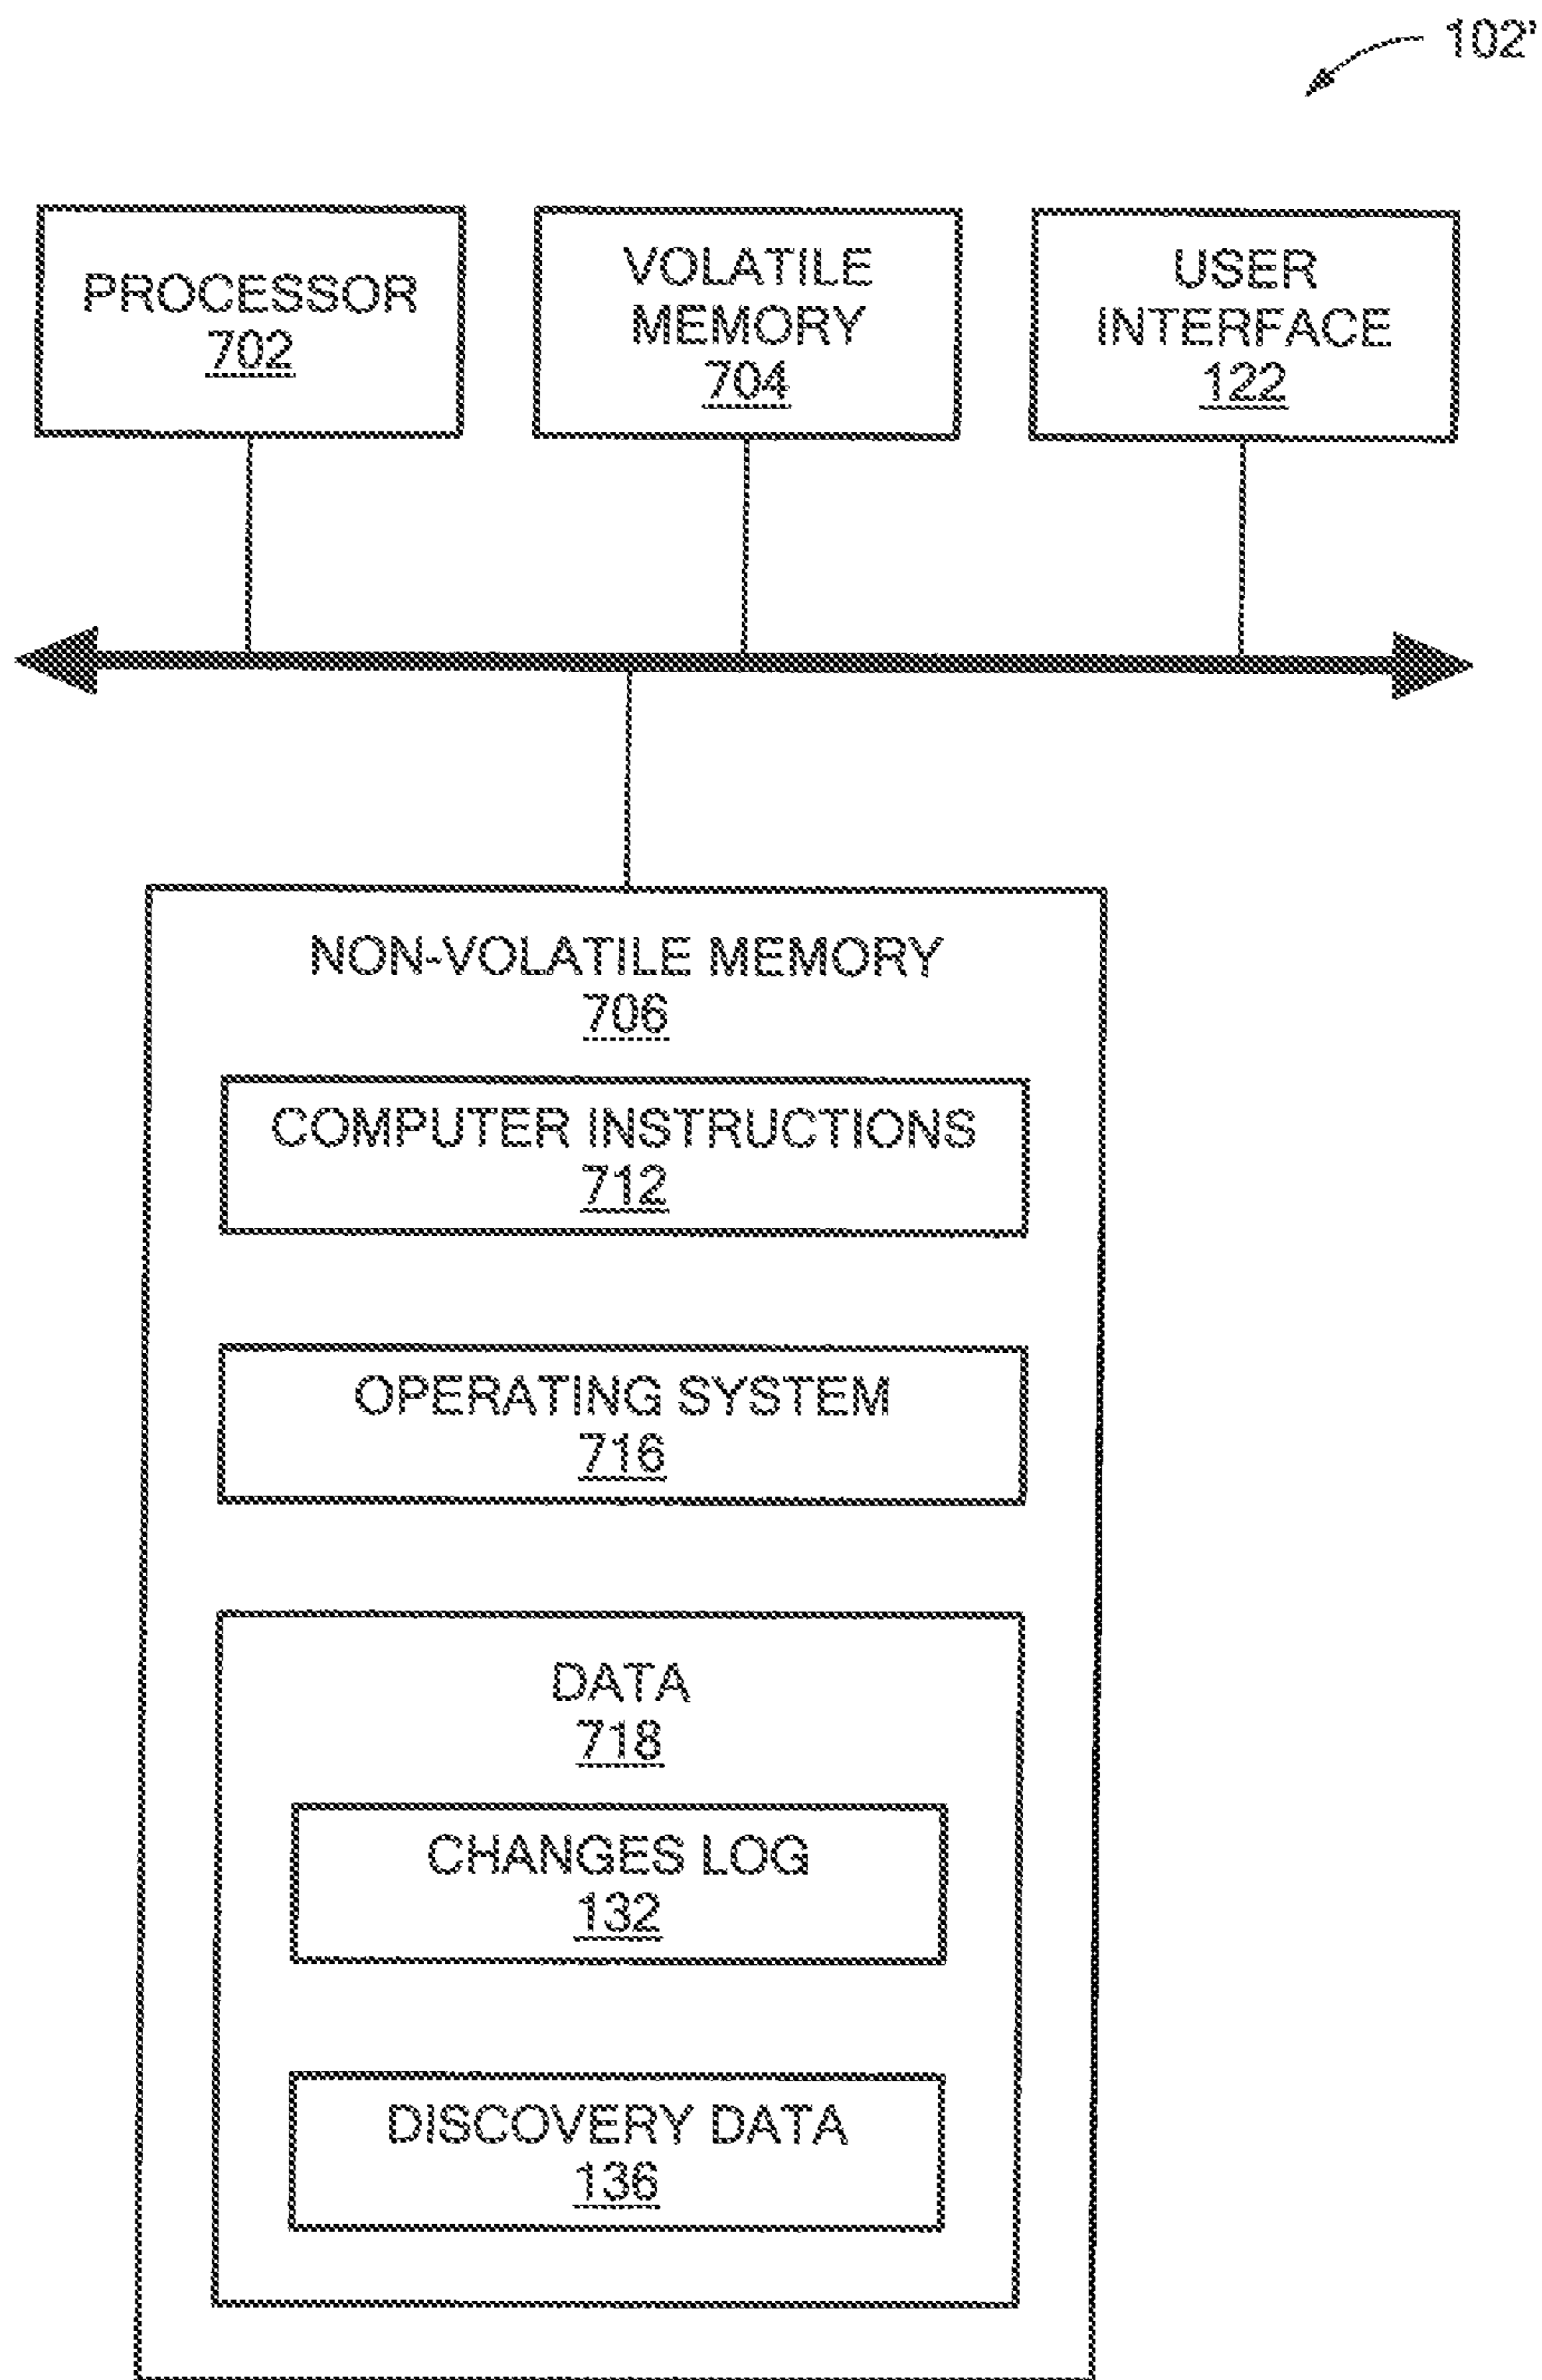 102'
PROCESSOR
702
VOLATILE
MEMORY
704
USER
INTERFACE
122
NON-VOLATILE MEMORY
706
COMPUTER INSTRUCTIONS
712
OPERATING SYSTEM
716
DATA
718
CHANGES LOG
132
DISCOVERY DATA
136